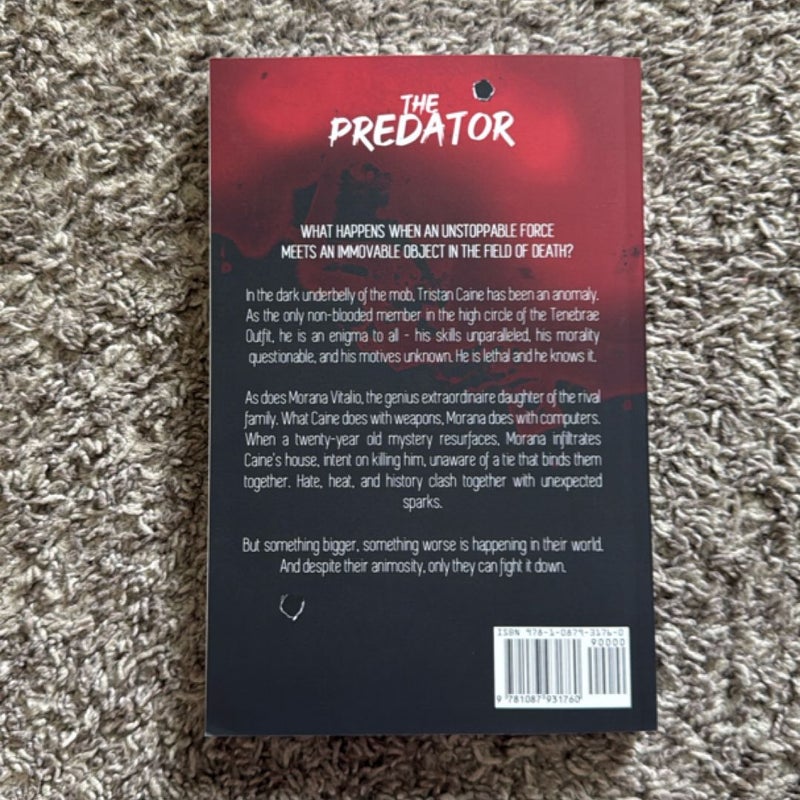 THE
PREDATOR
WHAT HAPPENS WHEN AN UNSTOPPABLE FORCE
MEETS AN IMMOVABLE OBJECT IN THE FIELD OF DEATH?
In the dark underbelly of the mob, Tristan Caine has been an anomaly.
As the only non-blooded member in the high circle of the Tenebrae
Outfit, he is an enigma to all - his skills unparalleled, his morality
questionable, and his motives unknown. He is lethal and he knows it.
As does Morana Vitalio, the genius extraordinaire daughter of the rival
family. What Caine does with weapons, Morana does with computers.
When a twenty-year old mystery resurfaces, Morana infiltrates
Caine's house, intent on killing him, unaware of a tie that binds them
together. Hate, heat, and history clash together with unexpected
sparks.
But something bigger, something worse is happening in their world.
And despite their animosity, only they can fight it down.
ISBN 978-1-0879-3176-0
90000
9 781087 931760